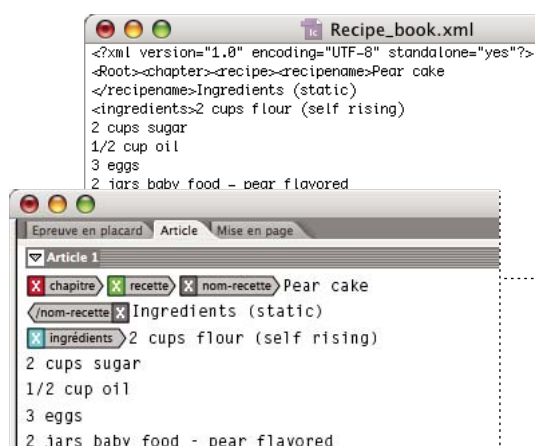 Recipe_book.xml
<?xml version="1.0" encoding="UTF-8" standalone="yes"?>
<Root><chapter><recipe><recipename>Pear cake
</recipename>Ingredients (static)
<ingredients>2 cups flour (self rising)
2 cups sugar
1/2 cup oil
3 eggs
2 jars baby food – pear flavored
Epreuve en placard Article Mise en page
Article 1
chapitre recette nom-recette Pear cake
/nom-recette Ingredients (static)
ingrédients 2 cups flour (self rising)
2 cups sugar
1/2 cup oil
3 eggs
2 jars baby food - pear flavored